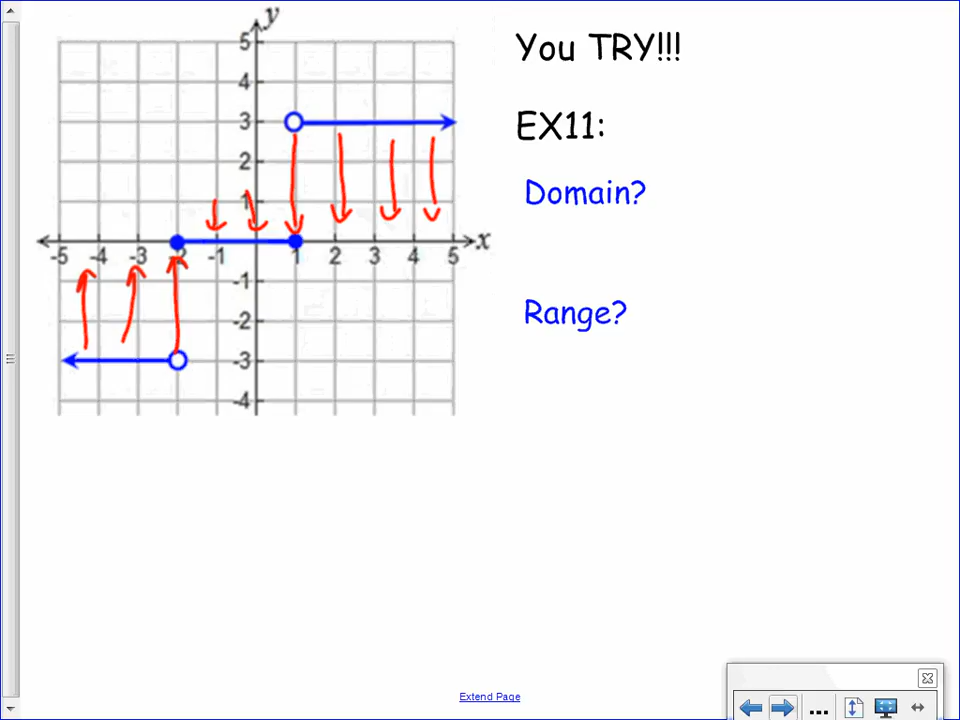 You TRY!!!
EX11:
Domain?
Range?
y
5
4
3
2
1
-5 -4 -3 -2 -1 1 2 3 4 5 x
-1
-2
-3
-4
Extend Page
...